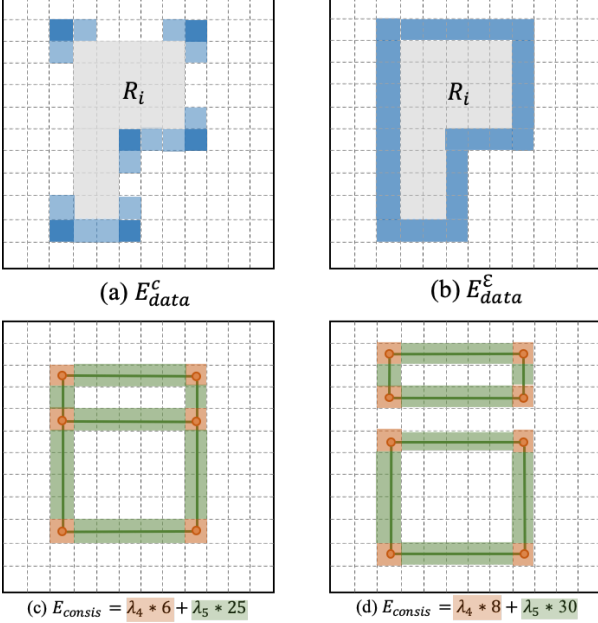 R_i
R_i
(a) E^c_data
(b) E^ε_data
(c) E_consis = λ_4 * 6 + λ_5 * 25
(d) E_consis = λ_4 * 8 + λ_5 * 30